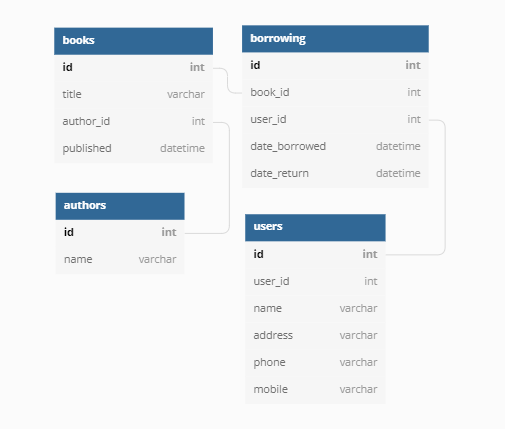 books
id int
title varchar
author_id int
published datetime
borrowing
id int
book_id int
user_id int
date_borrowed datetime
date_return datetime
authors
id int
name varchar
users
id int
user_id int
name varchar
address varchar
phone varchar
mobile varchar